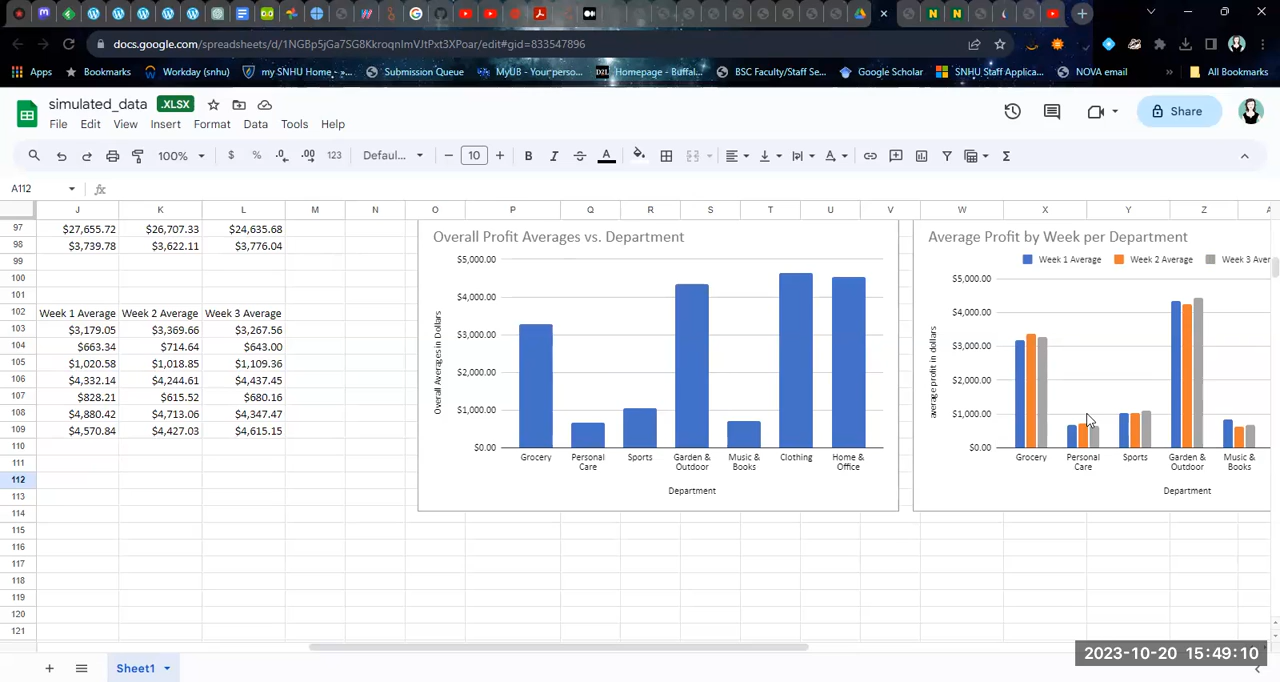 docs.google.com/spreadsheets/d/1NGBp5jGa7SG8KkroqnImVJtPxt3XPoar/edit#gid=833547896
Apps Bookmarks Workday (snhu) my SNHU Home - ... Submission Queue MyUB - Your perso... Homepage - Buffal... BSC Faculty/Staff Se... Google Scholar SNHU Staff Applica... NOVA email » All Bookmarks
simulated_data .XLSX
File Edit View Insert Format Data Tools Help
Share
100% $ % .0 .00 123 Defaul... 10 B I A
A112 fx
J K L M N O P Q R S T U V W X Y Z
97 $27,655.72 $26,707.33 $24,635.68
98 $3,739.78 $3,622.11 $3,776.04
99
100
101
102 Week 1 Average Week 2 Average Week 3 Average
103 $3,179.05 $3,369.66 $3,267.56
104 $663.34 $714.64 $643.00
105 $1,020.58 $1,018.85 $1,109.36
106 $4,332.14 $4,244.61 $4,437.45
107 $828.21 $615.52 $680.16
108 $4,880.42 $4,713.06 $4,347.47
109 $4,570.84 $4,427.03 $4,615.15
110
111
112
113
114
115
116
117
118
119
120
121
Overall Profit Averages vs. Department
Overall Averages in Dollars
$5,000.00
$4,000.00
$3,000.00
$2,000.00
$1,000.00
$0.00
Grocery Personal Care Sports Garden & Outdoor Music & Books Clothing Home & Office
Department
Average Profit by Week per Department
Week 1 Average Week 2 Average Week 3 Aver
average profit in dollars
$5,000.00
$4,000.00
$3,000.00
$2,000.00
$1,000.00
$0.00
Grocery Personal Care Sports Garden & Outdoor Music & Books
Department
Sheet1
2023-10-20 15:49:10